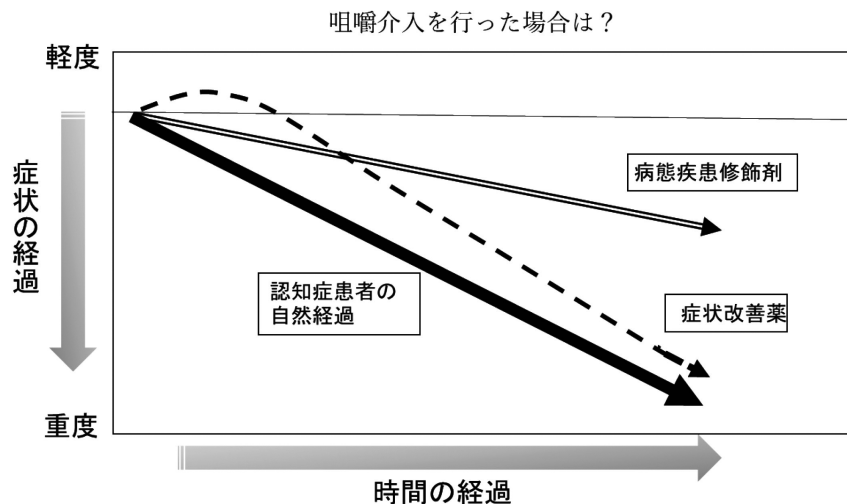 咀嚼介入を行った場合は？
軽度
症状の経過
病態疾患修飾剤
認知症患者の
自然経過
症状改善薬
重度
時間の経過